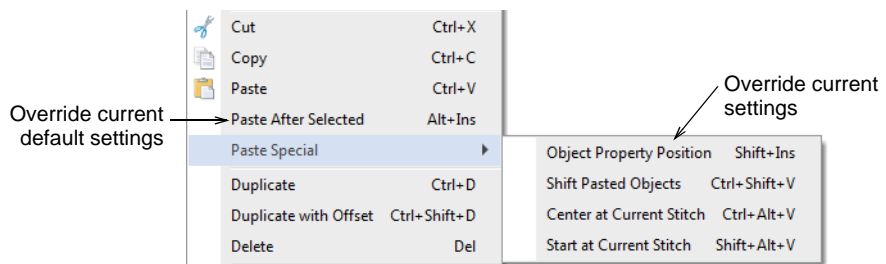 Cut Ctrl+X
Copy Ctrl+C
Paste Ctrl+V
Override current
default settings
Paste After Selected Alt+Ins
Paste Special
Duplicate Ctrl+D
Duplicate with Offset Ctrl+Shift+D
Delete Del
Override current
settings
Object Property Position Shift+Ins
Shift Pasted Objects Ctrl+Shift+V
Center at Current Stitch Ctrl+Alt+V
Start at Current Stitch Shift+Alt+V